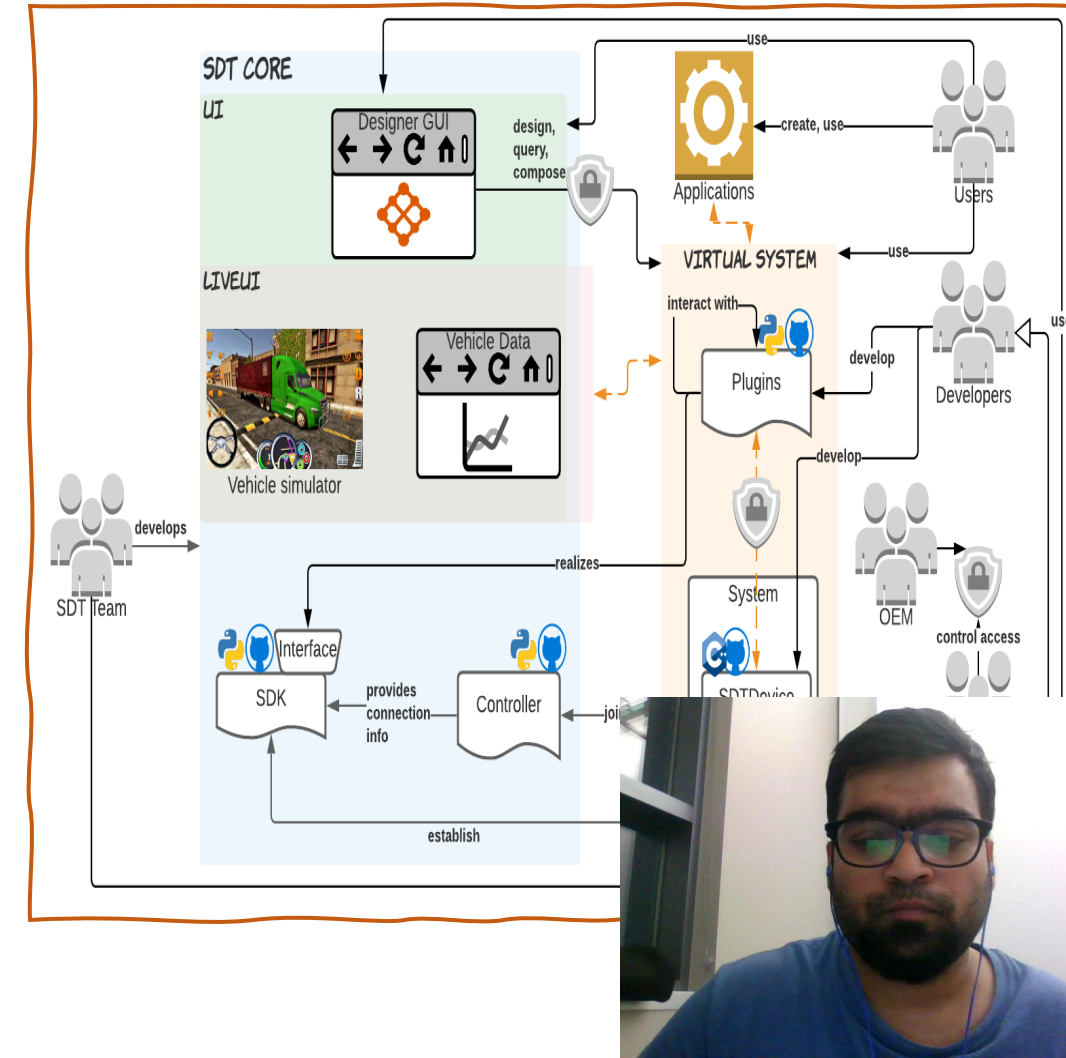 use
SDT CORE
UI
Designer GUI
design,
query,
compose
create, use
Applications
Users
VIRTUAL SYSTEM
use
LIVEUI
interact with
use
Vehicle Data
Plugins
develop
Developers
develop
Vehicle simulator
develops
realizes
System
SDT Team
OEM
control access
Interface
SDK
provides
connection
info
Controller
SDTDevice
establish